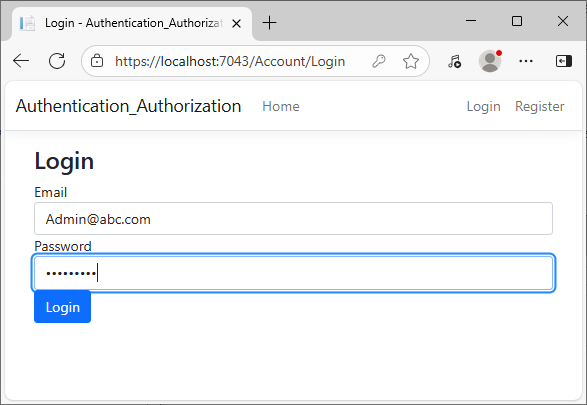 Login - Authentication_Authorizat
https://localhost:7043/Account/Login
Authentication_Authorization Home Login Register
Login
Email
Admin@abc.com
Password
•••••••••
Login